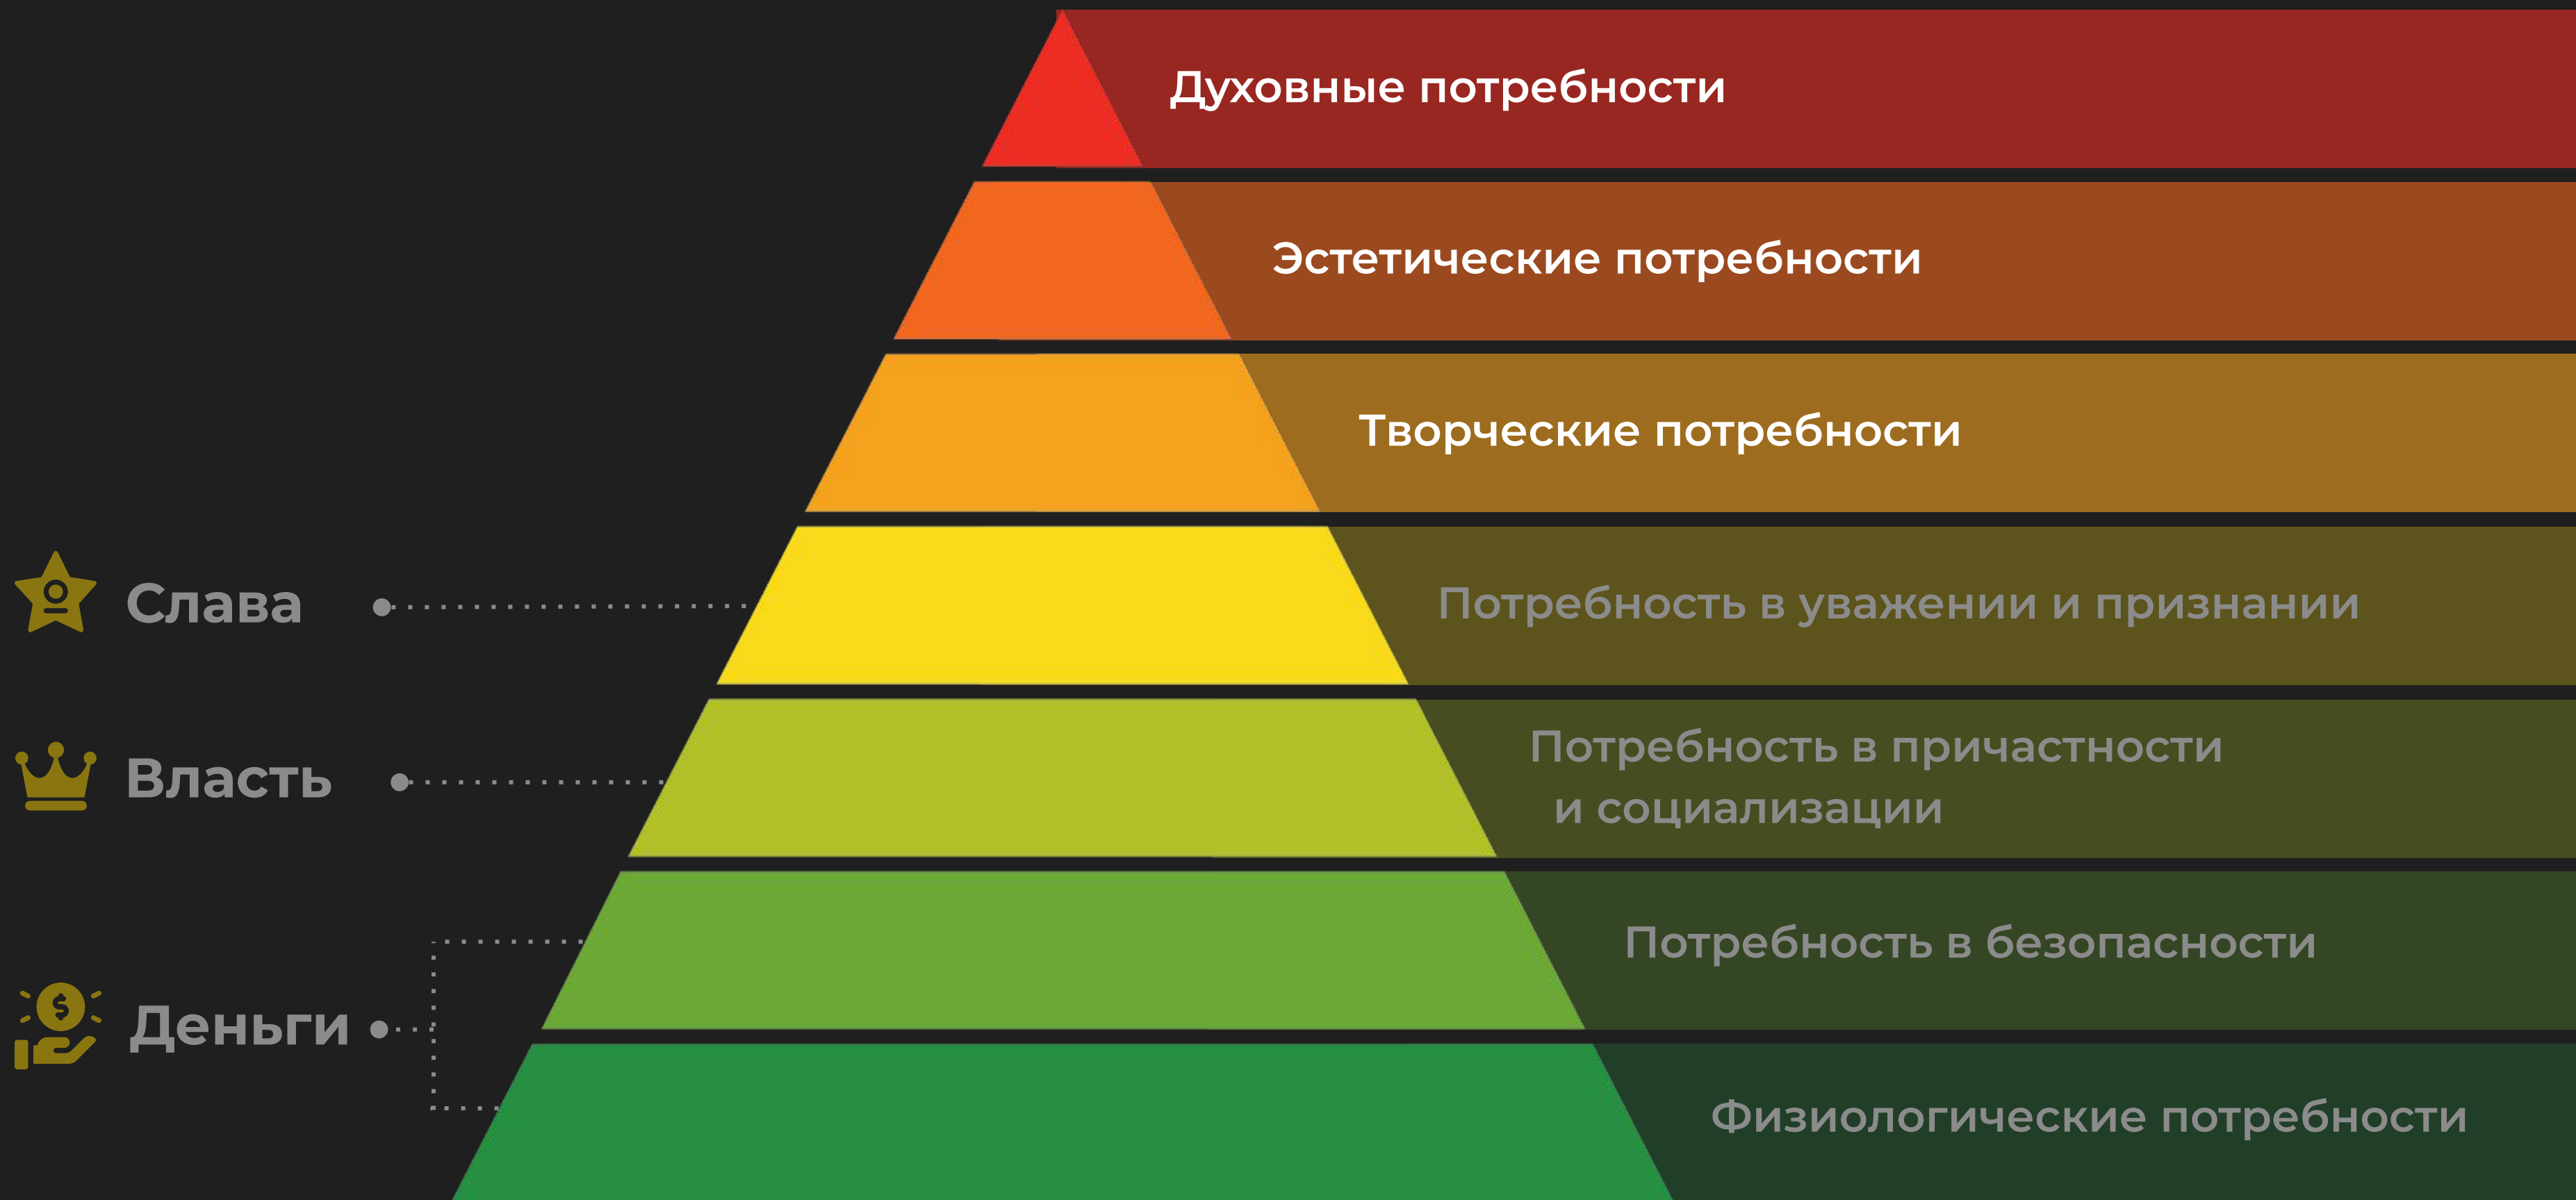 Духовные потребности
Эстетические потребности
Творческие потребности
Слава
Потребность в уважении и признании
Власть
Потребность в причастности
и социализации
Потребность в безопасности
Деньги
Физиологические потребности